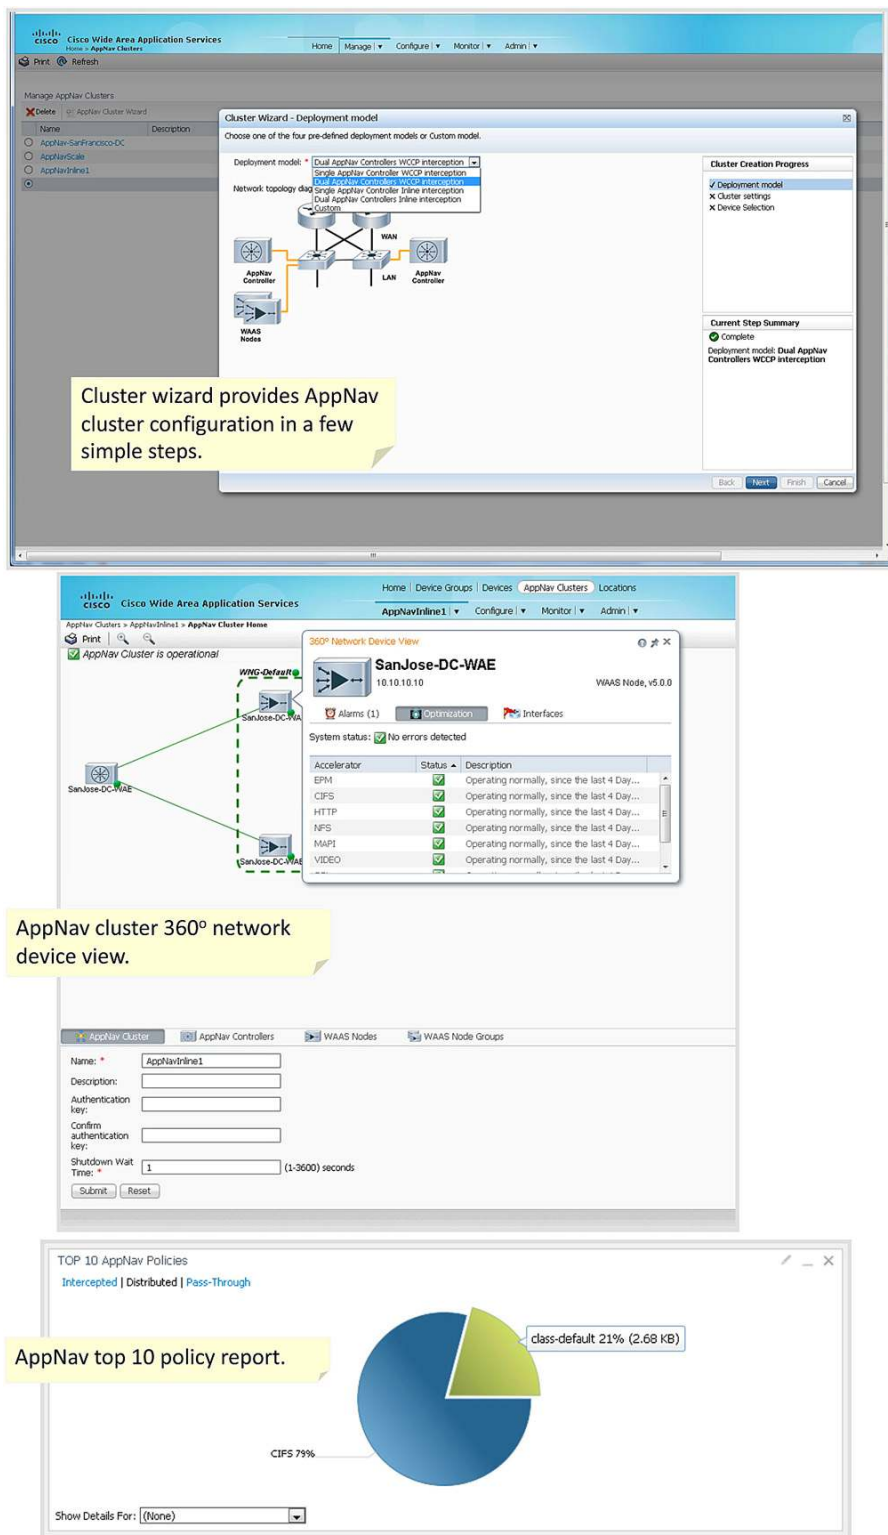 cisco Cisco Wide Area Application Services
Home > AppNav Clusters
Home Manage Configure Monitor Admin
Print Refresh
Manage AppNav Clusters
Delete AppNav Cluster Wizard
Name Description
AppNav-SanFrancisco-DC
AppNavScale
AppNavInline1
Cluster Wizard - Deployment model
Choose one of the four pre-defined deployment models or Custom model.
Deployment model: * Dual AppNav Controllers WCCP interception
Single AppNav Controller WCCP interception
Dual AppNav Controllers WCCP interception
Single AppNav Controller Inline interception
Dual AppNav Controllers Inline interception
Custom
Network topology diag
WAN
LAN
AppNav
Controller
AppNav
Controller
WAAS
Nodes
Cluster Creation Progress
Deployment model
Cluster settings
Device Selection
Current Step Summary
Complete
Deployment model: Dual AppNav
Controllers WCCP interception
Back Next Finish Cancel
Cluster wizard provides AppNav
cluster configuration in a few
simple steps.
cisco Cisco Wide Area Application Services
Home | Device Groups | Devices | AppNav Clusters | Locations
AppNavInline1 Configure Monitor Admin
AppNav Clusters > AppNavInline1 > AppNav Cluster Home
Print
AppNav Cluster is operational
WNG-Default
SanJose-DC-WA
SanJose-DC-WAE
SanJose-DC-WAE
360º Network Device View
SanJose-DC-WAE
10.10.10.10 WAAS Node, v5.0.0
Alarms (1) Optimization Interfaces
System status: No errors detected
Accelerator Status Description
EPM Operating normally, since the last 4 Day...
CIFS Operating normally, since the last 4 Day...
HTTP Operating normally, since the last 4 Day...
NFS Operating normally, since the last 4 Day...
MAPI Operating normally, since the last 4 Day...
VIDEO Operating normally, since the last 4 Day...
AppNav cluster 360º network
device view.
AppNav Cluster AppNav Controllers WAAS Nodes WAAS Node Groups
Name: * AppNavInline1
Description:
Authentication
key:
Confirm
authentication
key:
Shutdown Wait
Time: * 1 (1-3600) seconds
Submit Reset
TOP 10 AppNav Policies
Intercepted | Distributed | Pass-Through
class-default 21% (2.68 KB)
AppNav top 10 policy report.
CIFS 79%
Show Details For: (None)